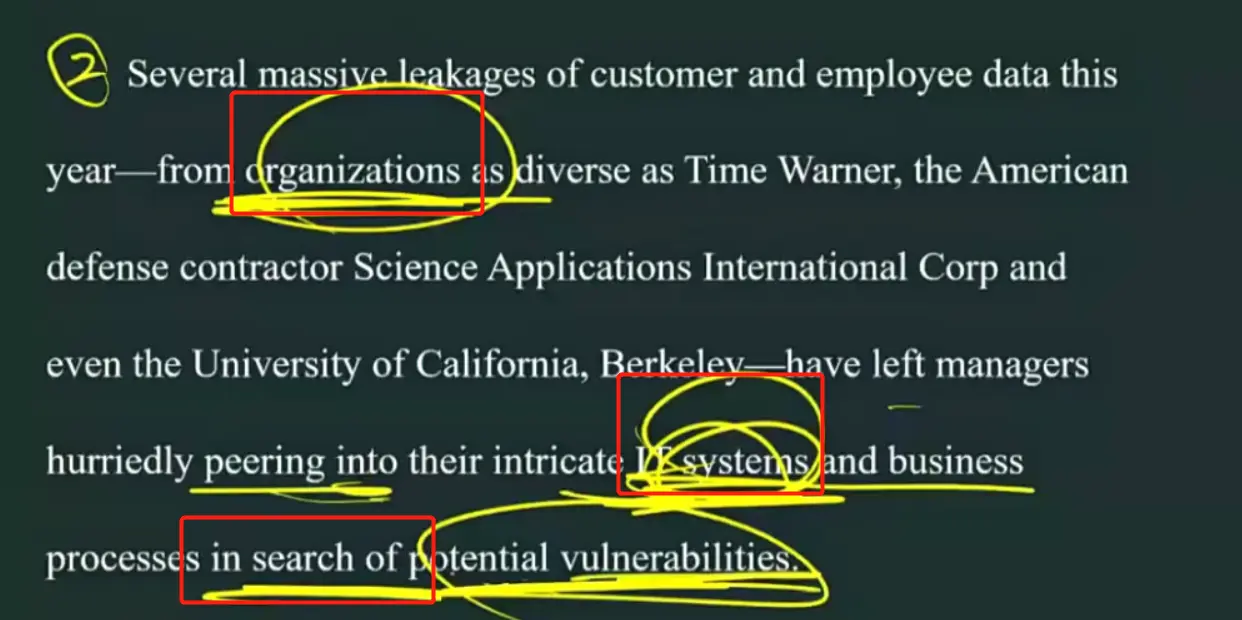 ② Several massive leakages of customer and employee data this
year—from organizations as diverse as Time Warner, the American
defense contractor Science Applications International Corp and
even the University of California, Berkeley—have left managers
hurriedly peering into their intricate IT systems and business
processes in search of potential vulnerabilities.